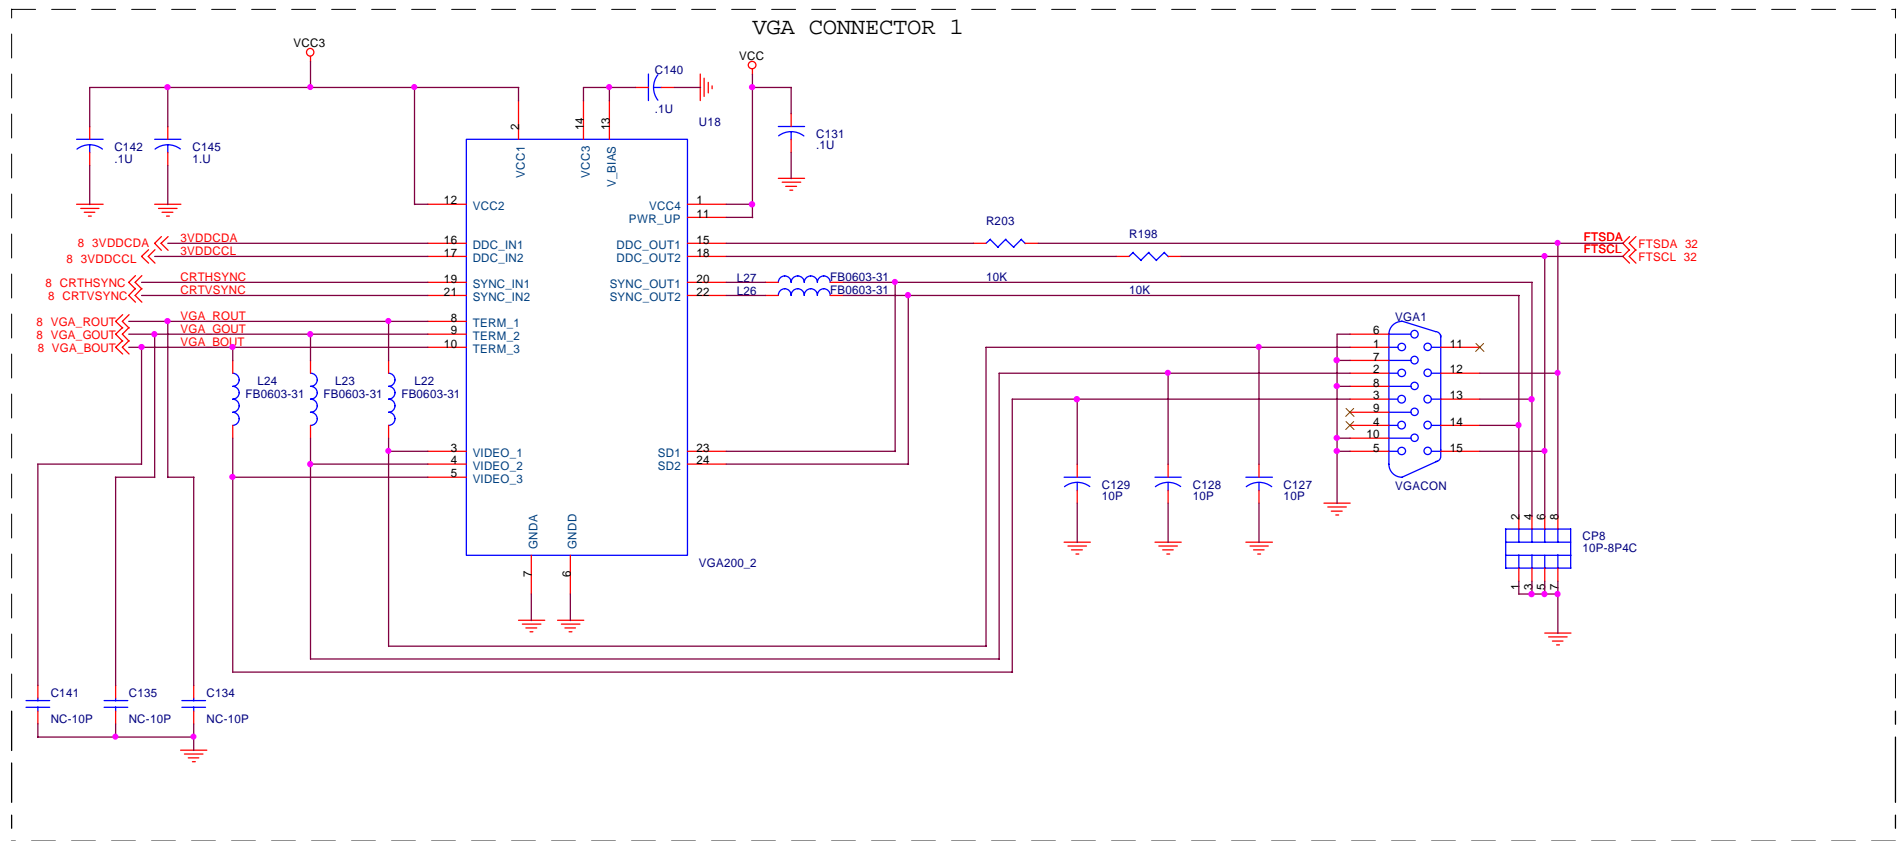 VGA CONNECTOR 1
VCC3
VCC
C140
.1U
U18
C142
.1U
C145
1.U
C131
.1U
2
14
13
VCC1
VCC3
V_BIAS
12
VCC2
VCC4
1
PWR_UP
11
8 3VDDCDA
3VDDCDA
16
DDC_IN1
DDC_OUT1
15
R203
FTSDA
FTSDA 32
8 3VDDCCL
3VDDCCL
17
DDC_IN2
DDC_OUT2
18
R198
FTSCL
FTSCL 32
8 CRTHSYNC
CRTHSYNC
19
SYNC_IN1
SYNC_OUT1
20
L27
FB0603-31
10K
8 CRTVSYNC
CRTVSYNC
21
SYNC_IN2
SYNC_OUT2
22
L26
FB0603-31
10K
8 VGA_ROUT
VGA_ROUT
8
TERM_1
8 VGA_GOUT
VGA_GOUT
9
TERM_2
8 VGA_BOUT
VGA_BOUT
10
TERM_3
VGA1
6
1
11
7
2
12
8
3
13
9
4
14
10
5
15
VGACON
L24
FB0603-31
L23
FB0603-31
L22
FB0603-31
3
VIDEO_1
SD1
23
4
VIDEO_2
SD2
24
5
VIDEO_3
C129
10P
C128
10P
C127
10P
GNDA
GNDD
7
6
VGA200_2
2
4
6
8
CP8
10P-8P4C
1
3
5
7
C141
NC-10P
C135
NC-10P
C134
NC-10P